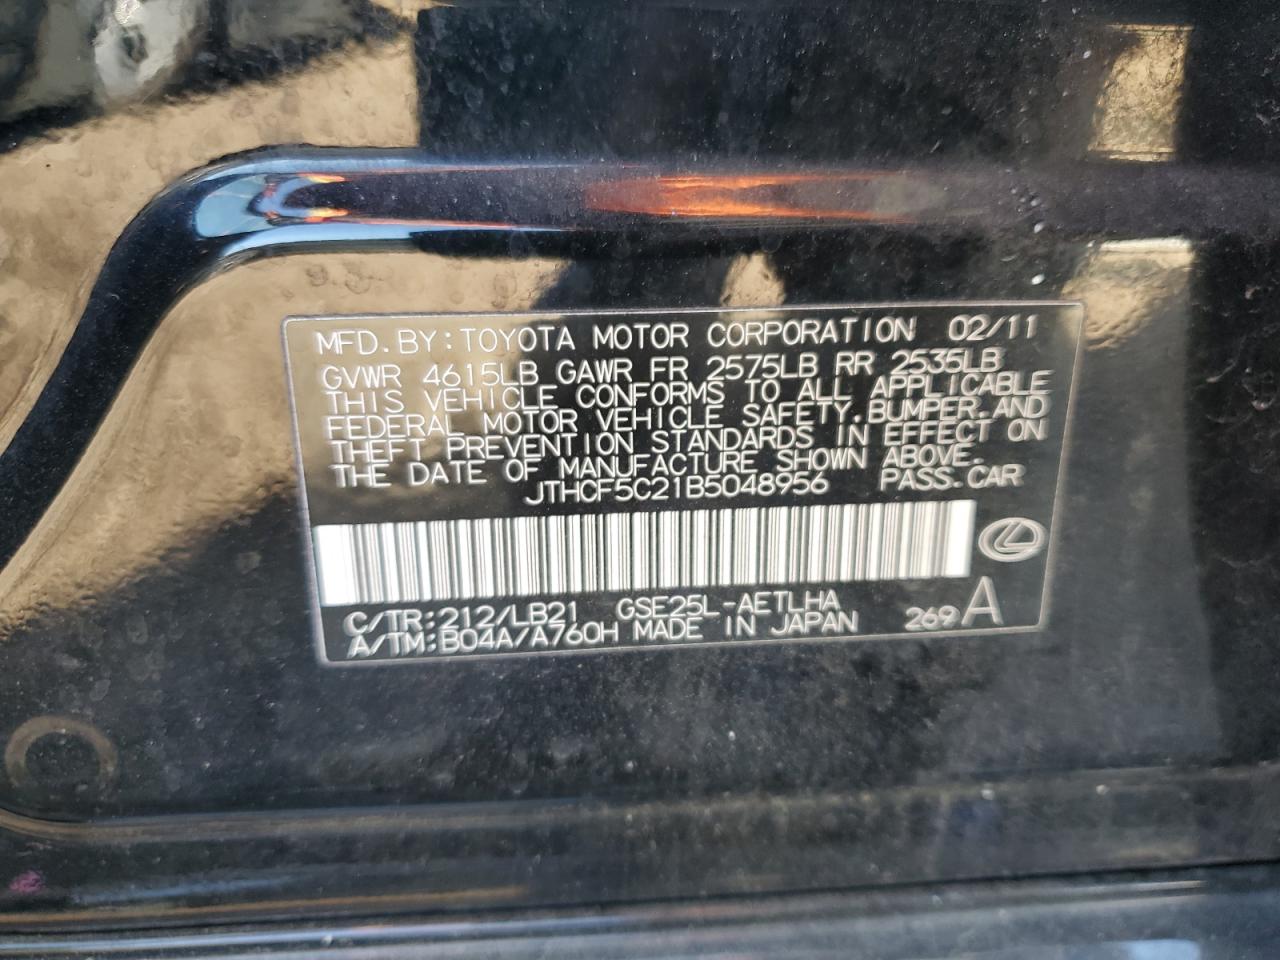 MFD. BY: TOYOTA MOTOR CORPORATION 02/11
GVWR 4615LB GAWR FR 2575LB RR 2535LB
THIS VEHICLE CONFORMS TO ALL APPLICABLE
FEDERAL MOTOR VEHICLE SAFETY, BUMPER, AND
THEFT PREVENTION STANDARDS IN EFFECT ON
THE DATE OF MANUFACTURE SHOWN ABOVE.
JTHCF5C21B5048956 PASS. CAR
C/TR: 212/LB21 GSE25L-AETLHA
A/TM: B04A/A760H MADE IN JAPAN 269 A